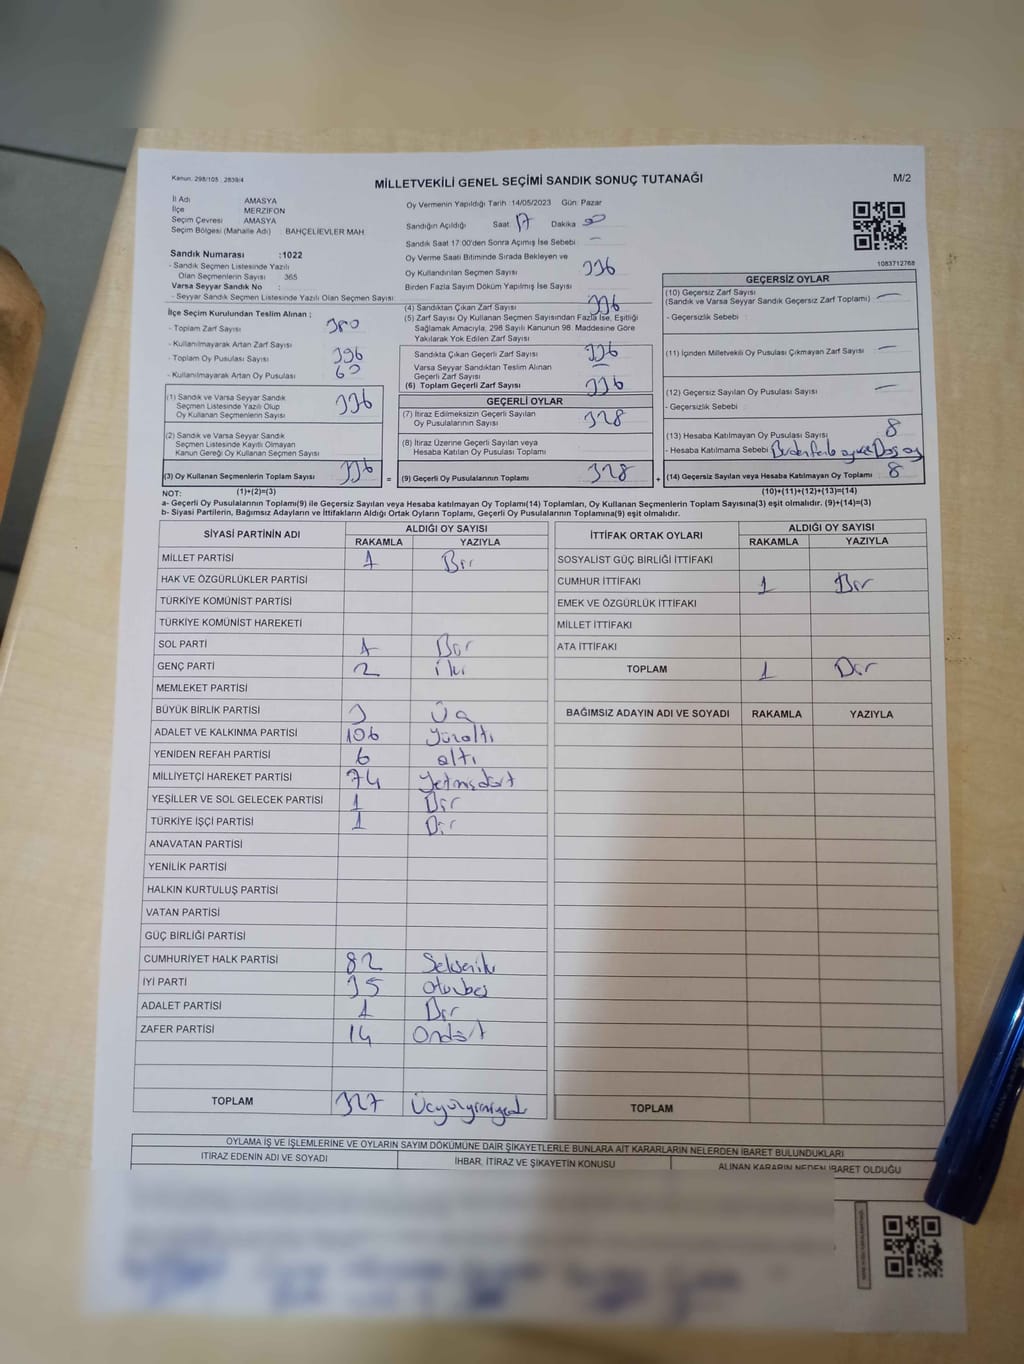 Kanun. 298/105 : 2839/4
MİLLETVEKİLİ GENEL SEÇİMİ SANDIK SONUÇ TUTANAĞI
M/2
İl Adı AMASYA
İlçe MERZİFON
Seçim Çevresi AMASYA
Seçim Bölgesi (Mahalle Adı) : BAHÇELİEVLER MAH
Sandık Numarası :1022
- Sandık Seçmen Listesinde Yazılı
Olan Seçmenlerin Sayısı 365
Varsa Seyyar Sandık No :
- Seyyar Sandık Seçmen Listesinde Yazılı Olan Seçmen Sayısı
İlçe Seçim Kurulundan Teslim Alınan :
- Toplam Zarf Sayısı 380
- Kullanılmayarak Artan Zarf Sayısı
- Toplam Oy Pusulası Sayısı 396
- Kullanılmayarak Artan Oy Pusulası 60
(1) Sandık ve Varsa Seyyar Sandık
Seçmen Listesinde Yazılı Olup
Oy Kullanan Seçmenlerin Sayısı 336
(2) Sandık ve Varsa Seyyar Sandık
Seçmen Listesinde Kayıtlı Olmayan
Kanun Gereği Oy Kullanan Seçmen Sayısı
(3) Oy Kullanan Seçmenlerin Toplam Sayısı 336 =
Oy Vermenin Yapıldığı Tarih :14/05/2023 Gün: Pazar
Sandığın Açıldığı Saat 17 Dakika 00
Sandık Saat 17:00'den Sonra Açımış İse Sebebi —
Oy Verme Saati Bitiminde Sırada Bekleyen ve
Oy Kullandırılan Seçmen Sayısı 336
Birden Fazla Sayım Döküm Yapılmış İse Sayısı
(4) Sandıktan Çıkan Zarf Sayısı 336
(5) Zarf Sayısı Oy Kullanan Seçmen Sayısından Fazla İse, Eşitliği
Sağlamak Amacıyla, 298 Sayılı Kanunun 98. Maddesine Göre
Yakılarak Yok Edilen Zarf Sayısı —
Sandıkta Çıkan Geçerli Zarf Sayısı 336
Varsa Seyyar Sandıktan Teslim Alınan
Geçerli Zarf Sayısı —
(6) Toplam Geçerli Zarf Sayısı 336
GEÇERLİ OYLAR
(7) İtiraz Edilmeksizin Geçerli Sayılan
Oy Pusulalarının Sayısı 328
(8) İtiraz Üzerine Geçerli Sayılan veya
Hesaba Katılan Oy Pusulaları Toplamı
(9) Geçerli Oy Pusulalarının Toplamı 328 +
1083712768
GEÇERSİZ OYLAR
(10) Geçersiz Zarf Sayısı —
(Sandık ve Varsa Seyyar Sandık Geçersiz Zarf Toplamı)
- Geçersizlik Sebebi
(11) İçinden Milletvekili Oy Pusulası Çıkmayan Zarf Sayısı —
(12) Geçersiz Sayılan Oy Pusulası Sayısı —
- Geçersizlik Sebebi
(13) Hesaba Katılmayan Oy Pusulası Sayısı 8
- Hesaba Katılmama Sebebi Birden fazla oy ve Boş oy
(14) Geçersiz Sayılan veya Hesaba Katılmayan Oy Toplamı 8
NOT: (1)+(2)=(3) (10)+(11)+(12)+(13)=(14)
a- Geçerli Oy Pusulalarının Toplamı(9) ile Geçersiz Sayılan veya Hesaba katılmayan Oy Toplamı(14) Toplamları, Oy Kullanan Seçmenlerin Toplam Sayısına(3) eşit olmalıdır. (9)+(14)=(3)
b- Siyasi Partilerin, Bağımsız Adayların ve İttifakların Aldığı Ortak Oyların Toplamı, Geçerli Oy Pusulalarının Toplamına(9) eşit olmalıdır.
SİYASİ PARTİNİN ADI ALDIĞI OY SAYISI
RAKAMLA YAZIYLA
MİLLET PARTİSİ 1 Bir
HAK VE ÖZGÜRLÜKLER PARTİSİ
TÜRKİYE KOMÜNİST PARTİSİ
TÜRKİYE KOMÜNİST HAREKETİ
SOL PARTİ 1 Bir
GENÇ PARTİ 2 iki
MEMLEKET PARTİSİ
BÜYÜK BİRLİK PARTİSİ 3 Üç
ADALET VE KALKINMA PARTİSİ 106 Yüzaltı
YENİDEN REFAH PARTİSİ 6 altı
MİLLİYETÇİ HAREKET PARTİSİ 74 Yetmişdört
YEŞİLLER VE SOL GELECEK PARTİSİ 1 Bir
TÜRKİYE İŞÇİ PARTİSİ 1 Bir
ANAVATAN PARTİSİ
YENİLİK PARTİSİ
HALKIN KURTULUŞ PARTİSİ
VATAN PARTİSİ
GÜÇ BİRLİĞİ PARTİSİ
CUMHURİYET HALK PARTİSİ 82 Sekseniki
İYİ PARTİ 35 Otuzbeş
ADALET PARTİSİ 1 Bir
ZAFER PARTİSİ 14 Ondört
TOPLAM 327 Üçyüzyirmiyedi
İTTİFAK ORTAK OYLARI ALDIĞI OY SAYISI
RAKAMLA YAZIYLA
SOSYALİST GÜÇ BİRLİĞİ İTTİFAKI
CUMHUR İTTİFAKI 1 Bir
EMEK VE ÖZGÜRLÜK İTTİFAKI
MİLLET İTTİFAKI
ATA İTTİFAKI
TOPLAM 1 Bir
BAĞIMSIZ ADAYIN ADI VE SOYADI RAKAMLA YAZIYLA
TOPLAM
OYLAMA İŞ VE İŞLEMLERİNE VE OYLARIN SAYIM DÖKÜMÜNE DAİR ŞİKAYETLERLE BUNLARA AİT KARARLARIN NELERDEN İBARET BULUNDUKLARI
İTİRAZ EDENİN ADI VE SOYADI İHBAR, İTİRAZ VE ŞİKAYETİN KONUSU ALINAN KARARIN NEDEN İBARET OLDUĞU